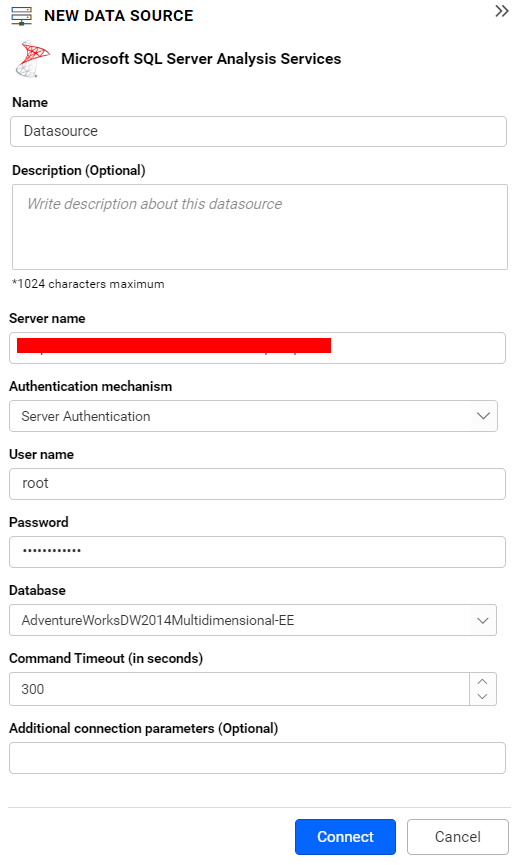 NEW DATA SOURCE
Microsoft SQL Server Analysis Services
Name
Datasource
Description (Optional)
Write description about this datasource
*1024 characters maximum
Server name
Authentication mechanism
Server Authentication
User name
root
Password
••••••••••••
Database
AdventureWorksDW2014Multidimensional-EE
Command Timeout (in seconds)
300
Additional connection parameters (Optional)
Connect
Cancel